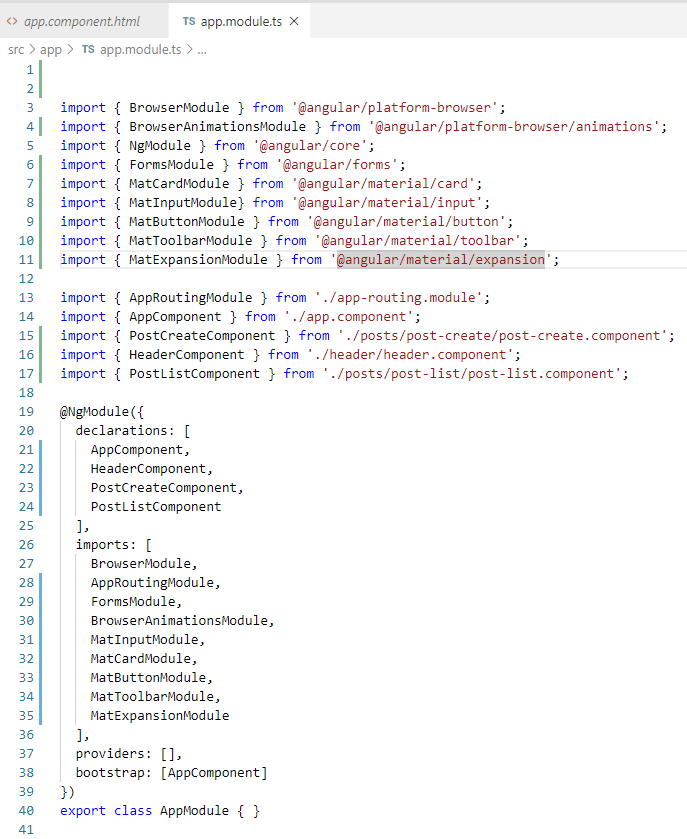 <> app.component.html TS app.module.ts ×
src > app > TS app.module.ts > ...
1
2
3 import { BrowserModule } from '@angular/platform-browser';
4 import { BrowserAnimationsModule } from '@angular/platform-browser/animations';
5 import { NgModule } from '@angular/core';
6 import { FormsModule } from '@angular/forms';
7 import { MatCardModule } from '@angular/material/card';
8 import { MatInputModule} from '@angular/material/input';
9 import { MatButtonModule } from '@angular/material/button';
10 import { MatToolbarModule } from '@angular/material/toolbar';
11 import { MatExpansionModule } from '@angular/material/expansion';
12
13 import { AppRoutingModule } from './app-routing.module';
14 import { AppComponent } from './app.component';
15 import { PostCreateComponent } from './posts/post-create/post-create.component';
16 import { HeaderComponent } from './header/header.component';
17 import { PostListComponent } from './posts/post-list/post-list.component';
18
19 @NgModule({
20   declarations: [
21     AppComponent,
22     HeaderComponent,
23     PostCreateComponent,
24     PostListComponent
25   ],
26   imports: [
27     BrowserModule,
28     AppRoutingModule,
29     FormsModule,
30     BrowserAnimationsModule,
31     MatInputModule,
32     MatCardModule,
33     MatButtonModule,
34     MatToolbarModule,
35     MatExpansionModule
36   ],
37   providers: [],
38   bootstrap: [AppComponent]
39 })
40 export class AppModule { }
41